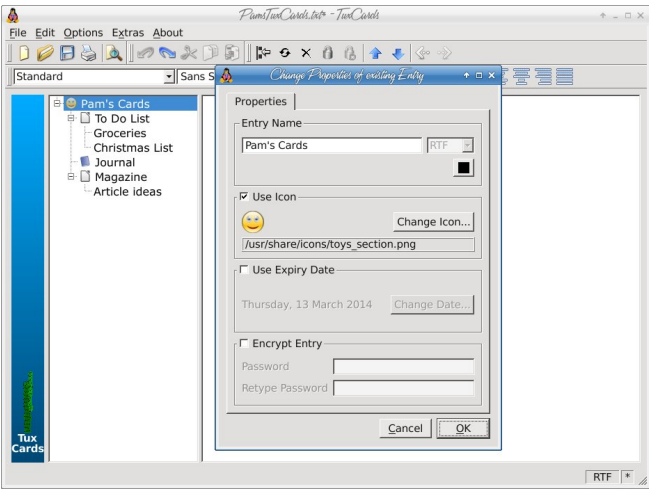 PamsTuxCards.txt* - TuxCards
File Edit Options Extras About
Standard
Sans S
Change Properties of existing Entry
Pam's Cards
To Do List
Groceries
Christmas List
Journal
Magazine
Article ideas
Tux
Cards
Properties
Entry Name
Pam's Cards
RTF
Use Icon
Change Icon...
/usr/share/icons/toys_section.png
Use Expiry Date
Thursday, 13 March 2014
Change Date...
Encrypt Entry
Password
Retype Password
Cancel
OK
RTF
*